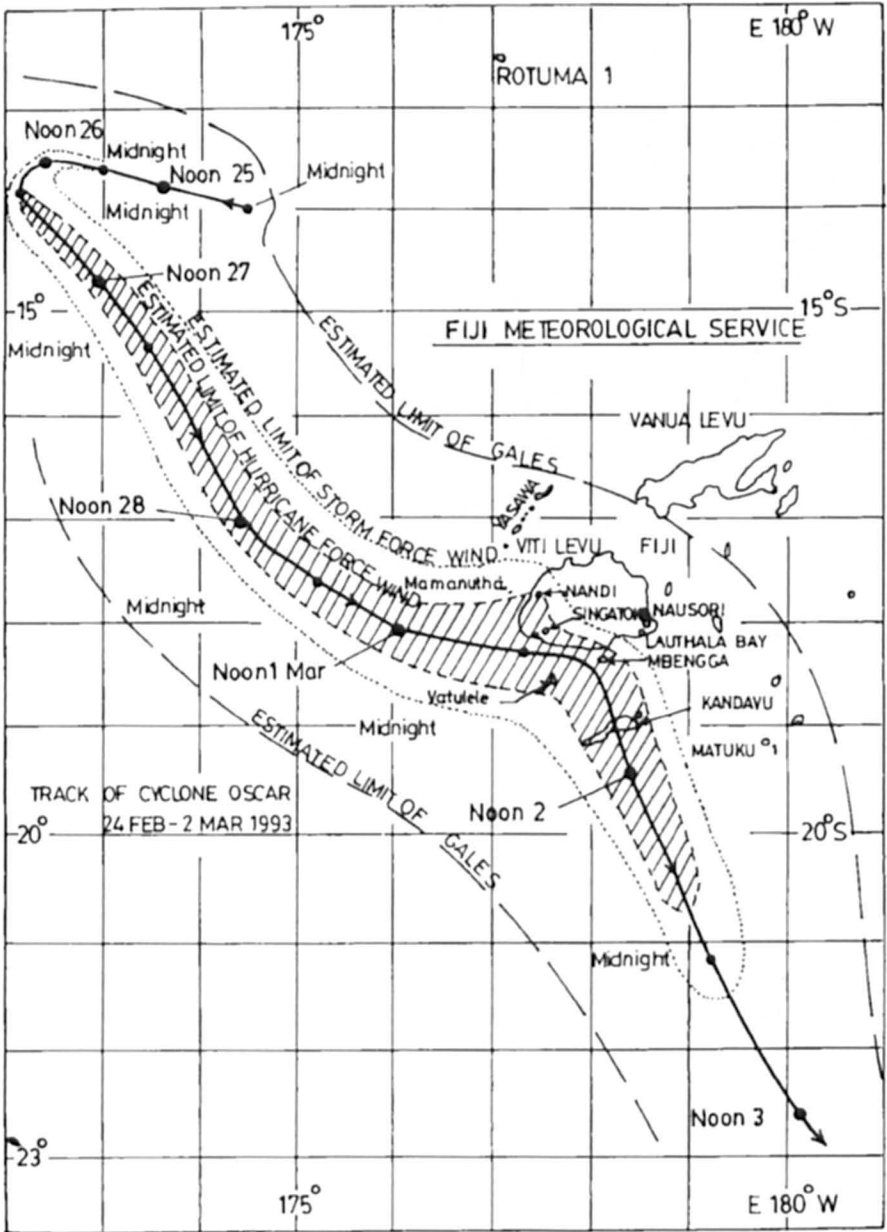 175° E 180° W
ROTUMA 1
Noon 26
Midnight
Noon 25
Midnight
Midnight
Noon 27
15° 15°S
ESTIMATED LIMIT OF GALES
FIJI METEOROLOGICAL SERVICE
Midnight
ESTIMATED LIMIT OF STORM FORCE WIND
ESTIMATED LIMIT OF HURRICANE FORCE WIND
VANUA LEVU
YASAWA
Noon 28
VITI LEVU FIJI
Mamanutha
NANDI
SINGATOK
NAUSORI
Midnight
LAUTHALA BAY
MBENGGA
Noon 1 Mar
Vatulele
KANDAVU
Midnight
MATUKU 1
ESTIMATED LIMIT OF GALES
TRACK OF CYCLONE OSCAR
24 FEB - 2 MAR 1993
Noon 2
20° 20°S
Midnight
Noon 3
23°
175° E 180° W